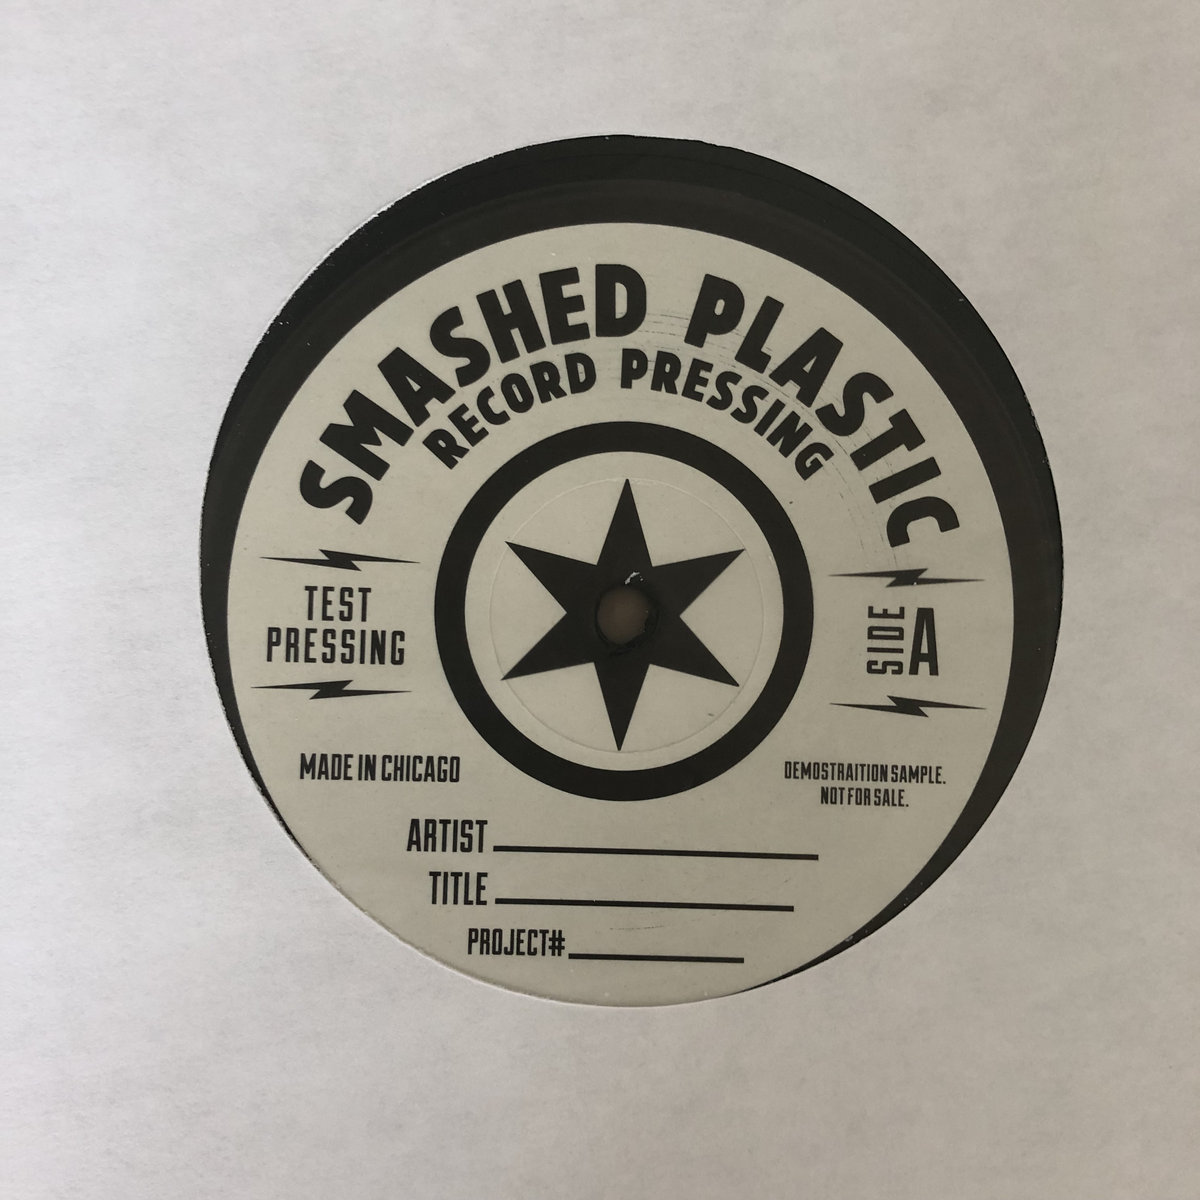 SMASHED PLASTIC
RECORD PRESSING
TEST
PRESSING
SIDE A
MADE IN CHICAGO
DEMOSTRAITION SAMPLE.
NOT FOR SALE.
ARTIST
TITLE
PROJECT#